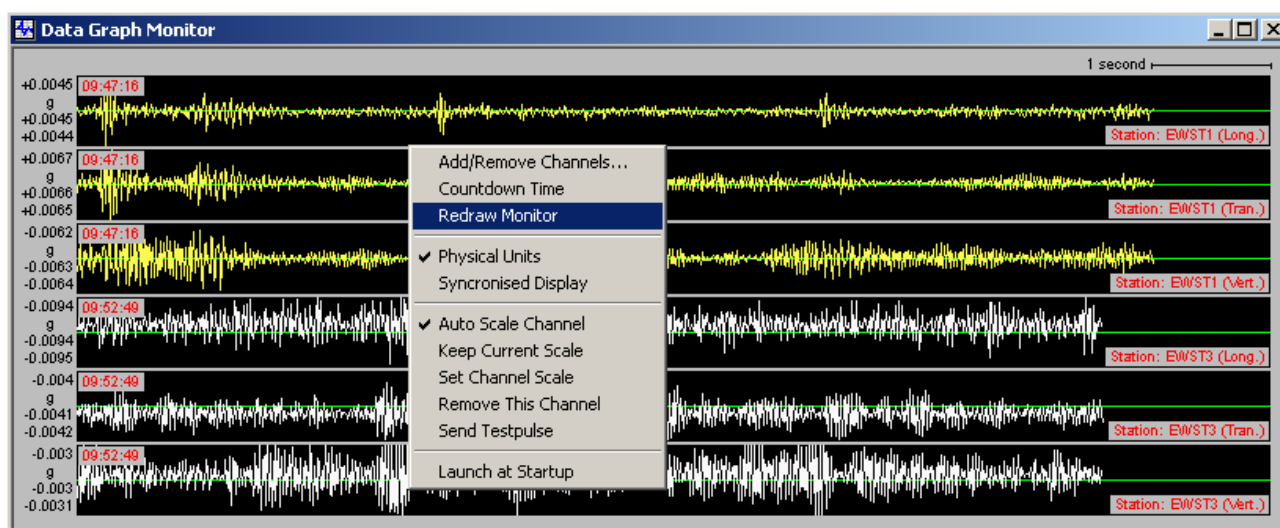 Data Graph Monitor
1 second
+0.0045
09:47:16
g
+0.0045
+0.0044
Station: EWST1 (Long.)
+0.0067
09:47:16
g
+0.0066
+0.0065
Station: EWST1 (Tran.)
-0.0062
09:47:16
g
-0.0063
-0.0064
Station: EWST1 (Vert.)
-0.0094
09:52:49
g
-0.0094
-0.0095
Station: EWST3 (Long.)
-0.004
09:52:49
g
-0.0041
-0.0042
Station: EWST3 (Tran.)
-0.003
09:52:49
g
-0.003
-0.0031
Station: EWST3 (Vert.)
Add/Remove Channels...
Countdown Time
Redraw Monitor
Physical Units
Syncronised Display
Auto Scale Channel
Keep Current Scale
Set Channel Scale
Remove This Channel
Send Testpulse
Launch at Startup